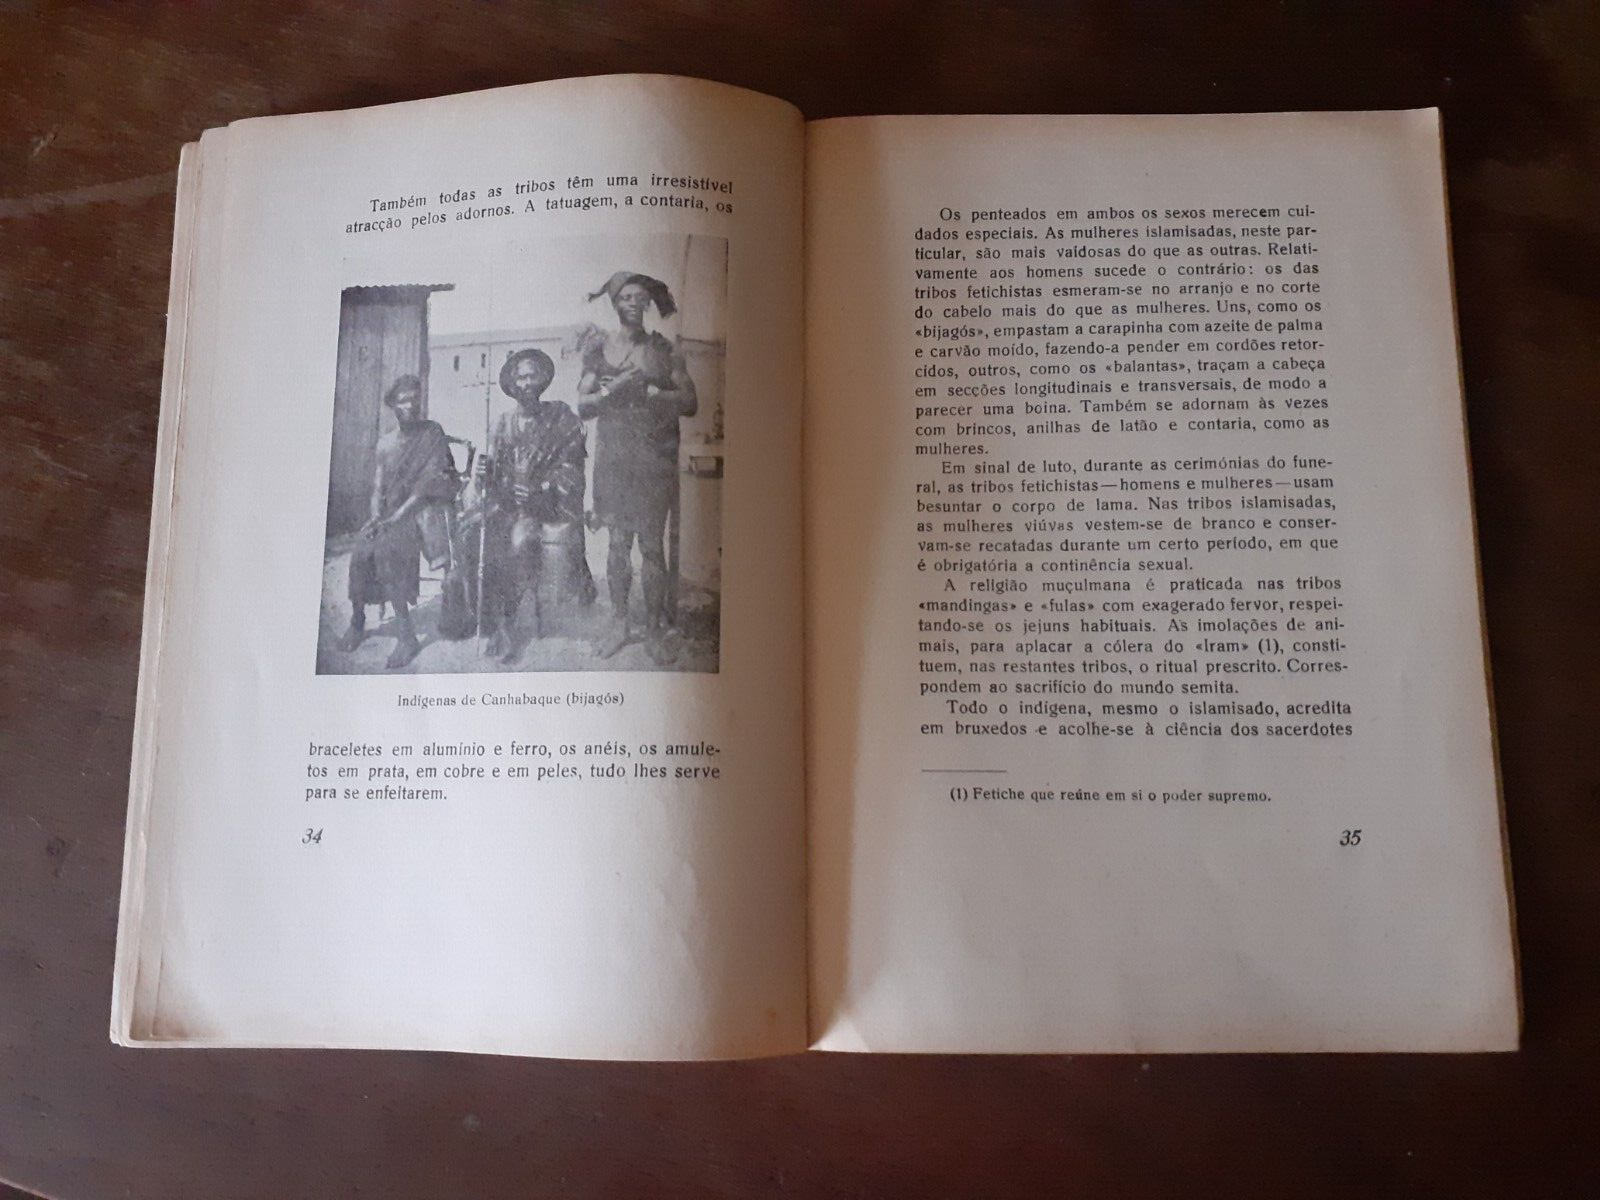 Também todas as tribos têm uma irresistível
atracção pelos adornos. A tatuagem, a contaria, os
Indígenas de Canhabaque (bijagós)
braceletes em alumínio e ferro, os anéis, os amule-
tos em prata, em cobre e em peles, tudo lhes serve
para se enfeitarem.
34
Os penteados em ambos os sexos merecem cui-
dados especiais. As mulheres islamisadas, neste par-
ticular, são mais vaidosas do que as outras. Relati-
vamente aos homens sucede o contrário: os das
tribos fetichistas esmeram-se no arranjo e no corte
do cabelo mais do que as mulheres. Uns, como os
«bijagós», empastam a carapinha com azeite de palma
e carvão moído, fazendo-a pender em cordões retor-
cidos, outros, como os «balantas», traçam a cabeça
em secções longitudinais e transversais, de modo a
parecer uma boina. Também se adornam às vezes
com brincos, anilhas de latão e contaria, como as
mulheres.
Em sinal de luto, durante as cerimónias do fune-
ral, as tribos fetichistas—homens e mulheres—usam
besuntar o corpo de lama. Nas tribos islamisadas,
as mulheres viúvas vestem-se de branco e conser-
vam-se recatadas durante um certo período, em que
é obrigatória a continência sexual.
A religião muçulmana é praticada nas tribos
«mandingas» e «fulas» com exagerado fervor, respei-
tando-se os jejuns habituais. As imolações de ani-
mais, para aplacar a cólera do «Iram» (1), consti-
tuem, nas restantes tribos, o ritual prescrito. Corres-
pondem ao sacrifício do mundo semita.
Todo o indígena, mesmo o islamisado, acredita
em bruxedos e acolhe-se à ciência dos sacerdotes
(1) Fetiche que reúne em si o poder supremo.
35